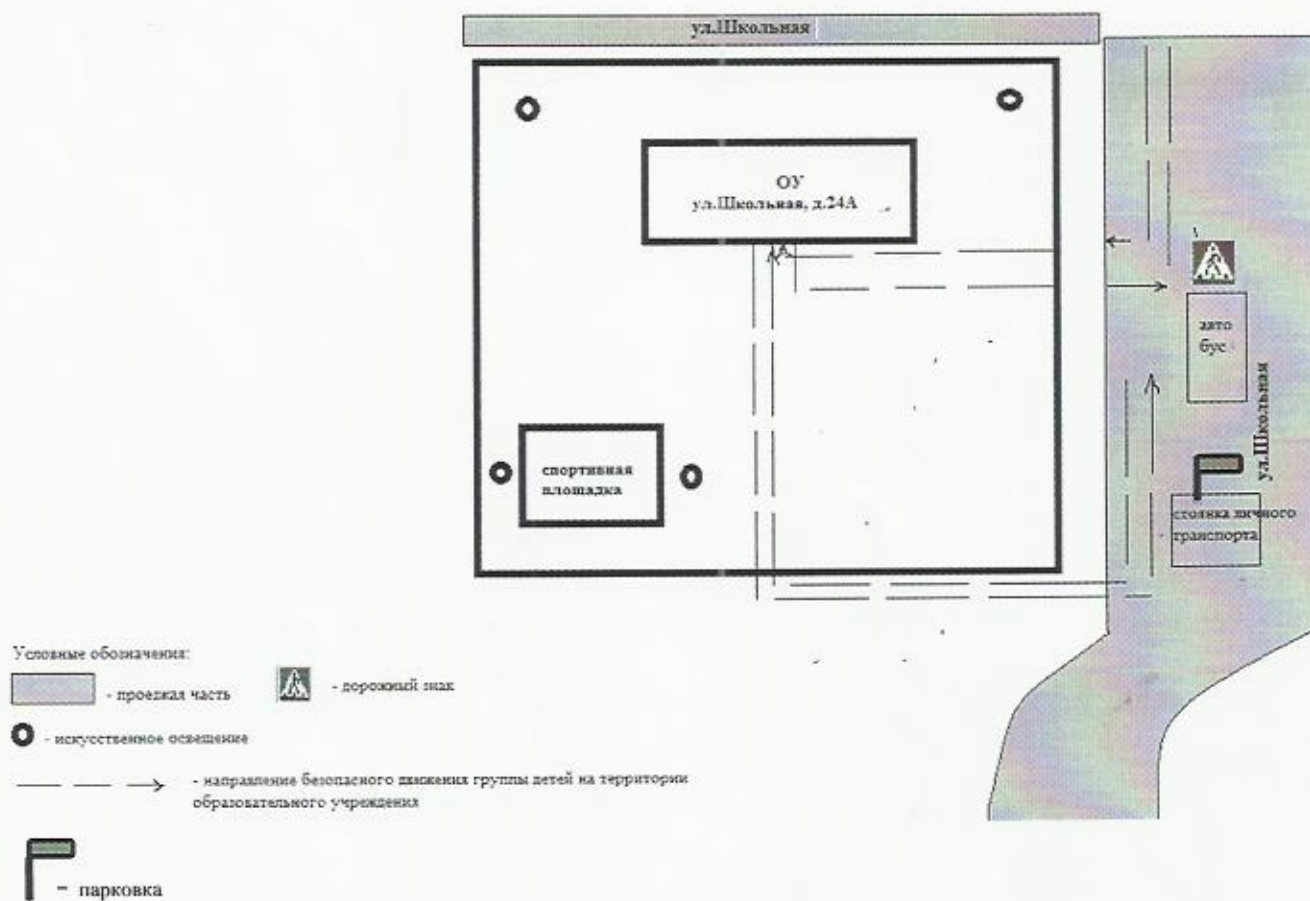 ул.Школьная
ОУ
ул.Школьная, д.24А
авто
бус
ул.Школьная
спортивная
площадка
стоянка личного
транспорта
Условные обозначения:
- проезжая часть
- дорожный знак
- искусственное освещение
- направление безопасного движения группы детей на территории
образовательного учреждения
- парковка